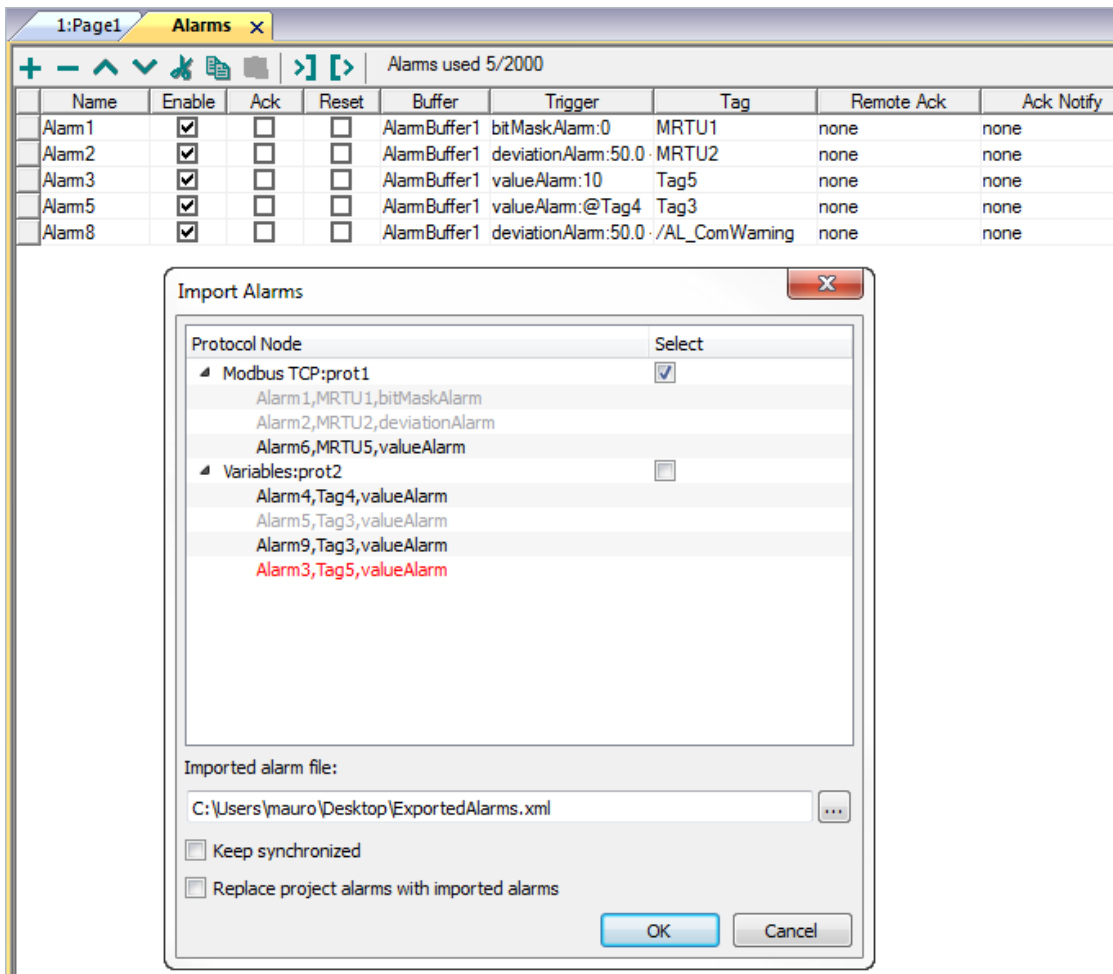 1:Page1 Alarms
Alarms used 5/2000
Name Enable Ack Reset Buffer Trigger Tag Remote Ack Ack Notify
Alarm1 AlarmBuffer1 bitMaskAlarm:0 MRTU1 none none
Alarm2 AlarmBuffer1 deviationAlarm:50.0 - MRTU2 none none
Alarm3 AlarmBuffer1 valueAlarm:10 Tag5 none none
Alarm5 AlarmBuffer1 valueAlarm:@Tag4 Tag3 none none
Alarm8 AlarmBuffer1 deviationAlarm:50.0 - /AL_ComWarning none none
Import Alarms
Protocol Node Select
Modbus TCP:prot1
Alarm1,MRTU1,bitMaskAlarm
Alarm2,MRTU2,deviationAlarm
Alarm6,MRTU5,valueAlarm
Variables:prot2
Alarm4,Tag4,valueAlarm
Alarm5,Tag3,valueAlarm
Alarm9,Tag3,valueAlarm
Alarm3,Tag5,valueAlarm
Imported alarm file:
C:\Users\mauro\Desktop\ExportedAlarms.xml ...
Keep synchronized
Replace project alarms with imported alarms
OK Cancel